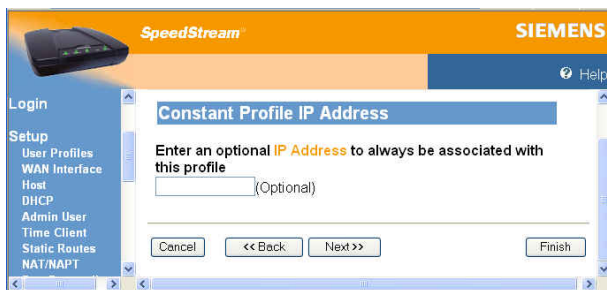 SpeedStream®
SIEMENS
Help
Login
Setup
User Profiles
WAN Interface
Host
DHCP
Admin User
Time Client
Static Routes
NAT/NAPT
Constant Profile IP Address
Enter an optional IP Address to always be associated with
this profile
(Optional)
Cancel
<< Back
Next >>
Finish